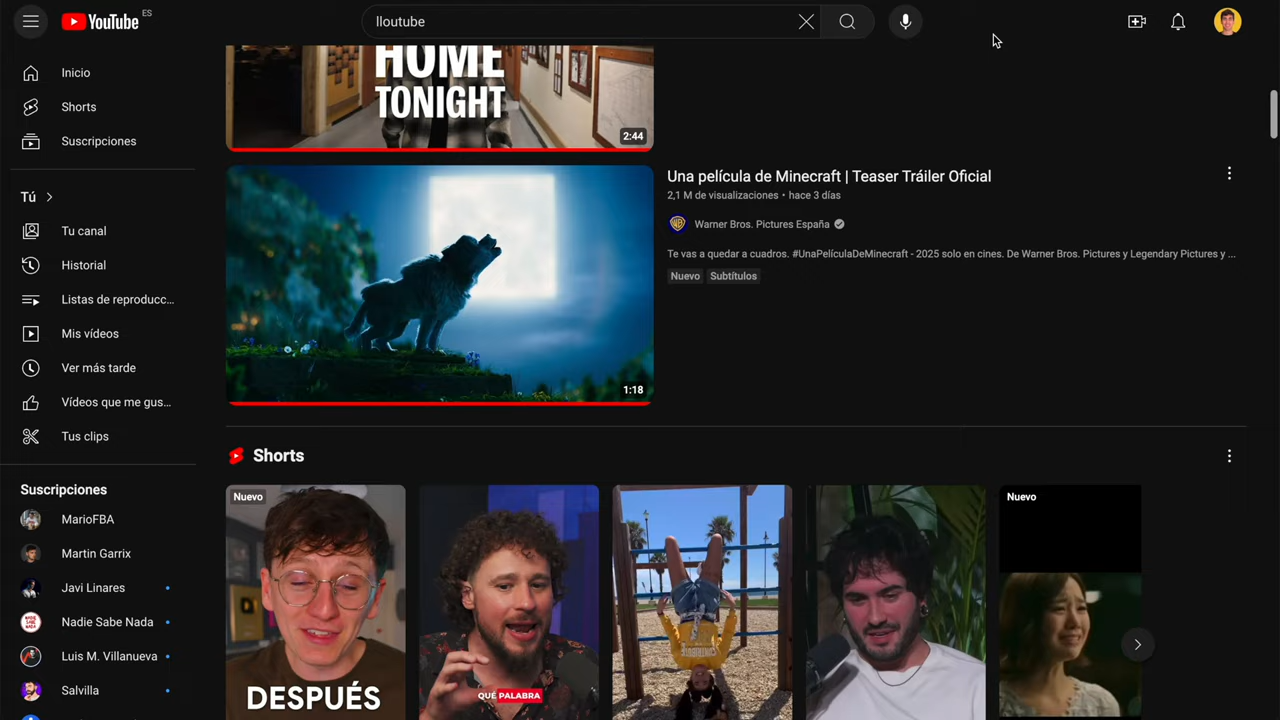 YouTube ES
lloutube
Inicio
Shorts
Suscripciones
Tú
Tu canal
Historial
Listas de reproducc...
Mis vídeos
Ver más tarde
Vídeos que me gus...
Tus clips
Suscripciones
MarioFBA
Martin Garrix
Javi Linares
Nadie Sabe Nada
Luis M. Villanueva
Salvilla
HOME
TONIGHT
2:44
Una película de Minecraft | Teaser Tráiler Oficial
2,1 M de visualizaciones • hace 3 días
Warner Bros. Pictures España
Te vas a quedar a cuadros. #UnaPelículaDeMinecraft - 2025 solo en cines. De Warner Bros. Pictures y Legendary Pictures y ...
Nuevo Subtítulos
1:18
Shorts
Nuevo
DESPUÉS
QUÉ PALABRA
Nuevo